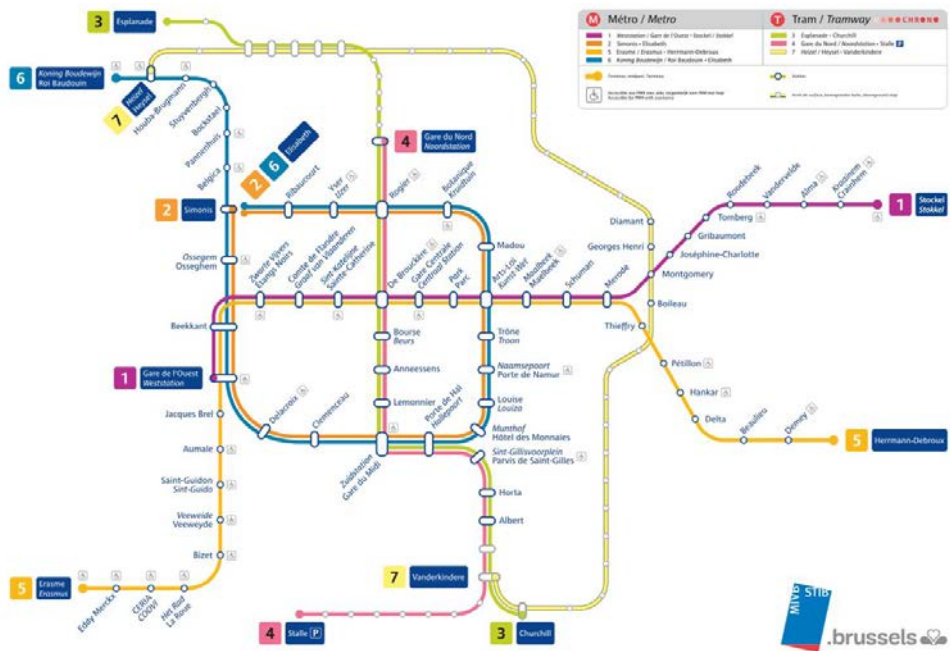 3
Esplanade
6
Koning Boudewijn
Roi Baudouin
7
Heizel
Heysel
Houba-Brugmann
Stuyvenbergh
Bockstael
Pannenhuis
Belgica
2
Simonis
2
6
Elisabeth
Ribaucourt
Yser
IJzer
Rogier
4
Gare du Nord
Noordstation
Botanique
Kruidtuin
Madou
Ossegem
Osseghem
Zwarte Vijvers
Étangs Noirs
Comte de Flandre
Graaf van Vlaanderen
Sint-Katelijne
Sainte-Catherine
De Brouckère
Gare Centrale
Centraal Station
Park
Parc
Arts-Loi
Kunst-Wet
Maalbeek
Maelbeek
Schuman
Merode
Beekkant
1
Gare de l'Ouest
Weststation
Bourse
Beurs
Anneessens
Lemonnier
Trône
Troon
Naamsepoort
Porte de Namur
Louise
Louiza
Munthof
Hôtel des Monnaies
Delacroix
Clemenceau
Zuidstation
Gare du Midi
Porte de Hal
Hallepoort
Sint-Gillisvoorplein
Parvis de Saint-Gilles
Horta
Albert
7
Vanderkindere
3
Churchill
4
Stalle P
Jacques Brel
Aumale
Saint-Guidon
Sint-Guido
Veeweide
Veeweyde
Bizet
5
Erasme
Erasmus
Eddy Merckx
CERIA
COOVI
Het Rad
La Roue
Diamant
Georges Henri
Montgomery
Boileau
Thieffry
Pétillon
Hankar
Delta
Beaulieu
Demey
5
Herrmann-Debroux
Joséphine-Charlotte
Gribaumont
Tomberg
Roodebeek
Vandervelde
Alma
Kraainem
Crainhem
1
Stockel
Stokkel
M
Métro / Metro
1 Weststation / Gare de l'Ouest • Stockel / Stokkel
2 Simonis • Elisabeth
5 Erasme / Erasmus • Herrmann-Debroux
6 Koning Boudewijn / Roi Baudouin • Elisabeth
T
Tram / Tramway
CHRONO
3 Esplanade • Churchill
4 Gare du Nord / Noordstation • Stalle P
7 Heizel / Heysel • Vanderkindere
MIVB
STIB
.brussels